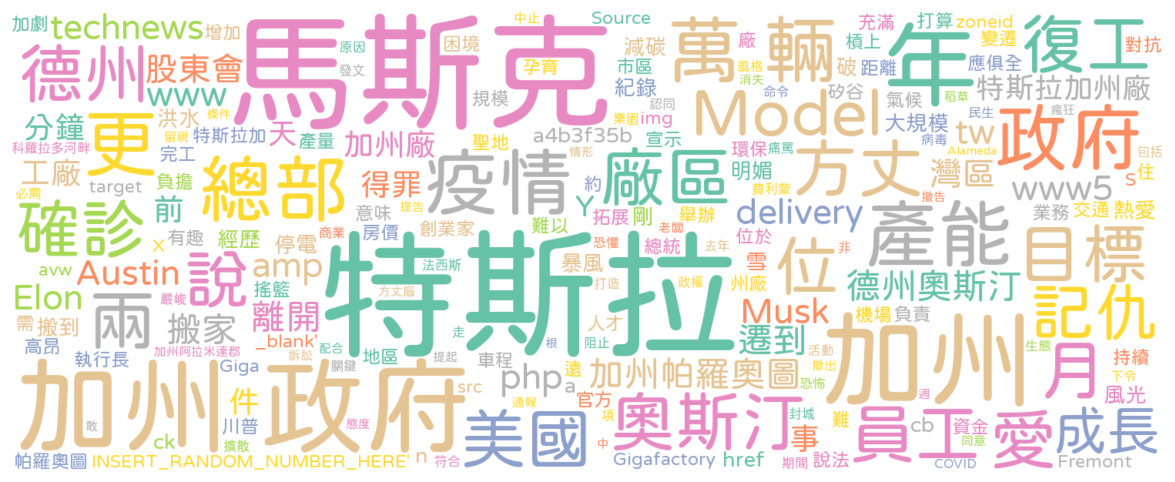 加劇 technews 增加 中止 Source 充滿 打算 zoneid
德州 股東會 www 馬斯克 原因 困境 發文 孕育 減碳 市區 紀錄 廠 萬輛 破 槓上 距離 年 變遷 應俱全 復工 對抗
規模 認同 img 風格 消失 命令 矽谷 氣候 稻草 特斯拉加州廠 民生 瘋狂
分鐘 更 洪水 條件 留職 特斯拉加 天 產量 加州廠 聖地 a4b3f35b 樂園 宣示 Model 大規模 tw 政府
科羅拉多河畔 完工 情形 環保 痛罵 病毒 Alameda 包括
工廠 target 必需 負擔 總部 得罪 提告 疫情 約 廠區 明媚 費利蒙 方丈 撤告 灣區 www5 s 住
確診 前 意味 創業家 難以 Y 拓展 剛 舉辦 delivery 產能 業務 交通 熱愛
x 有趣 經歷 停電 商業 房價 恐懼 老闆 總統 去年 位於 非 目標
avw Austin 說 amp 法西斯 特斯拉 暴風 雪 位 德州奧斯汀
Elon 兩 嚴峻 搖籃 方丈腦 打造 政權 州廠 Musk 機場 負責 記仇
需 搬到 搬家 離開 _blank' 走 根 人才 阻止 遷到 生態
高昂 執行長 加州阿拉米達郡 Giga 訴訟 配合 地區 提起 車程 遠 活動 撤出 加州 月 持續 下令
加州政府 關鍵 src php a 加州帕羅奧圖 恐怖 週 風光
敢 件 川普 態度 美國 通報 官方 項 奧斯汀 封城 難 員工 愛 資金 成長
ck 擴散 中 事 cb 同意
帕羅奧圖 INSERT_RANDOM_NUMBER_HERE' n 符合 Gigafactory href 期間 說法 COVID Fremont